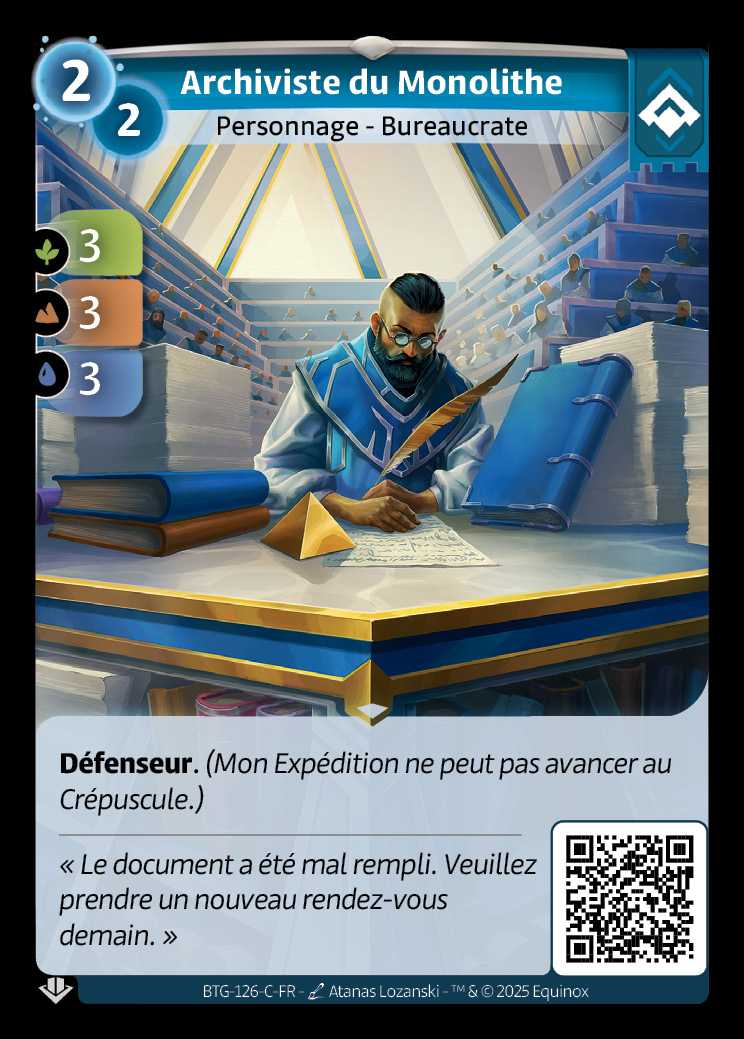 2
Archiviste du Monolithe
2
Personnage - Bureaucrate
3
3
3
Défenseur. (Mon Expédition ne peut pas avancer au
Crépuscule.)
« Le document a été mal rempli. Veuillez
prendre un nouveau rendez-vous
demain. »
BTG-126-C-FR - Atanas Lozanski - ™ & © 2025 Equinox